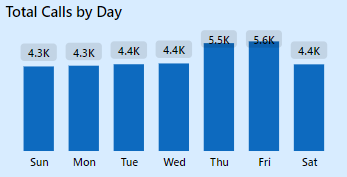 Total Calls by Day
4.3K 4.3K 4.4K 4.4K 5.5K 5.6K 4.4K
Sun Mon Tue Wed Thu Fri Sat